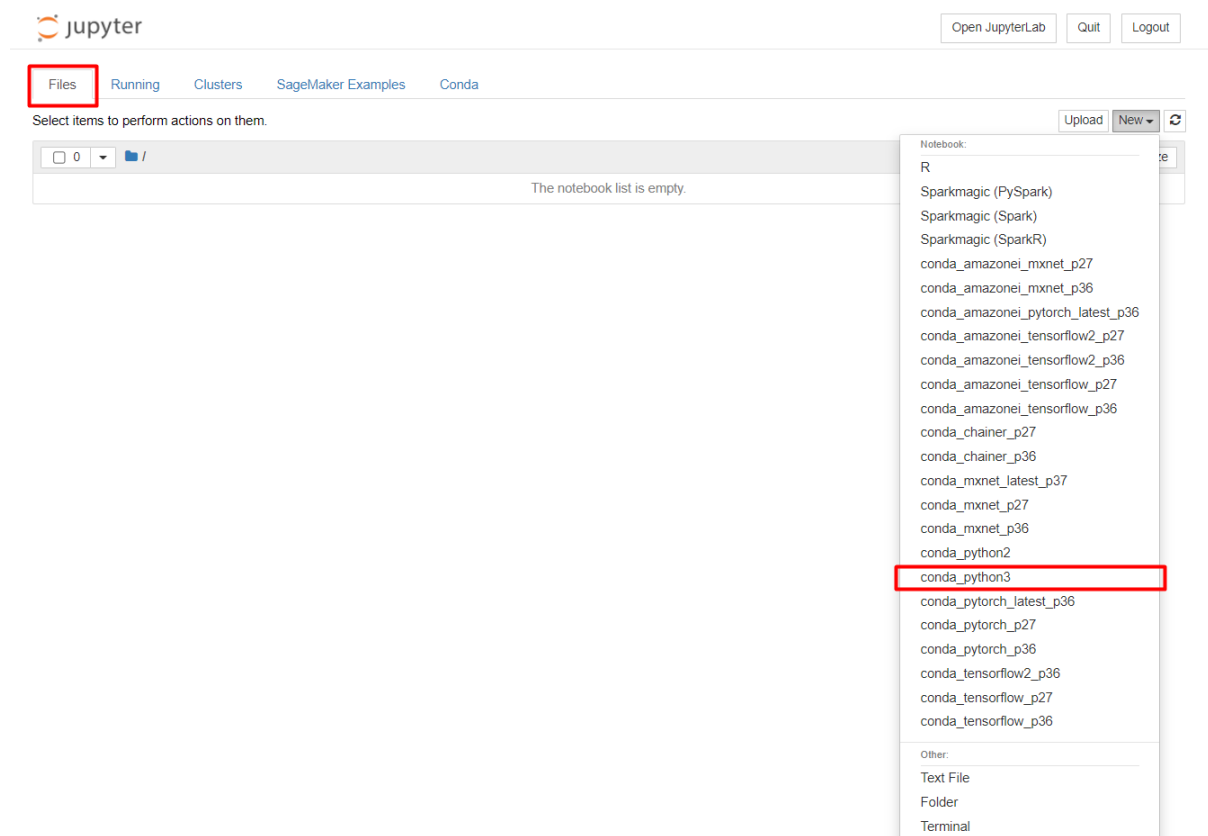 jupyter
Open JupyterLab Quit Logout
Files Running Clusters SageMaker Examples Conda
Select items to perform actions on them.
Upload New
0 /
The notebook list is empty.
Notebook:
R
Sparkmagic (PySpark)
Sparkmagic (Spark)
Sparkmagic (SparkR)
conda_amazonei_mxnet_p27
conda_amazonei_mxnet_p36
conda_amazonei_pytorch_latest_p36
conda_amazonei_tensorflow2_p27
conda_amazonei_tensorflow2_p36
conda_amazonei_tensorflow_p27
conda_amazonei_tensorflow_p36
conda_chainer_p27
conda_chainer_p36
conda_mxnet_latest_p37
conda_mxnet_p27
conda_mxnet_p36
conda_python2
conda_python3
conda_pytorch_latest_p36
conda_pytorch_p27
conda_pytorch_p36
conda_tensorflow2_p36
conda_tensorflow_p27
conda_tensorflow_p36
Other:
Text File
Folder
Terminal